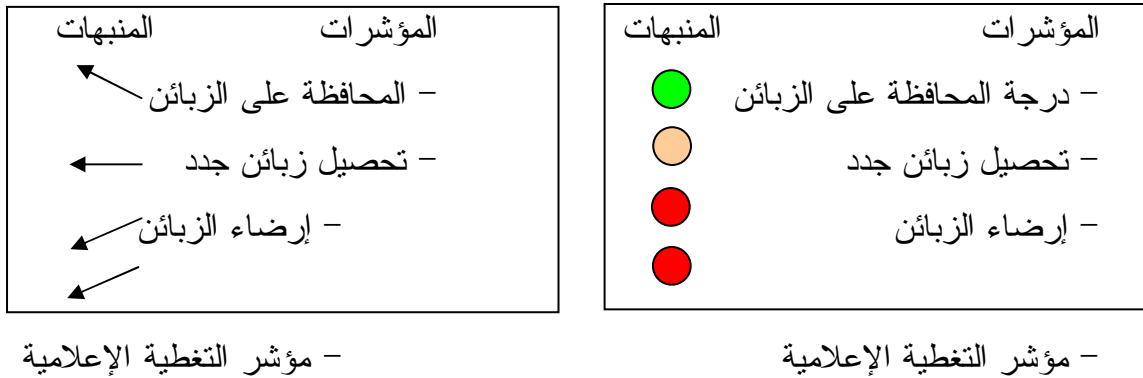 المؤشرات المنبهات
- درجة المحافظة على الزبائن
- تحصيل زبائن جدد
- إرضاء الزبائن
- مؤشر التغطية الإعلامية
المؤشرات المنبهات
- المحافظة على الزبائن
- تحصيل زبائن جدد
- إرضاء الزبائن
- مؤشر التغطية الإعلامية